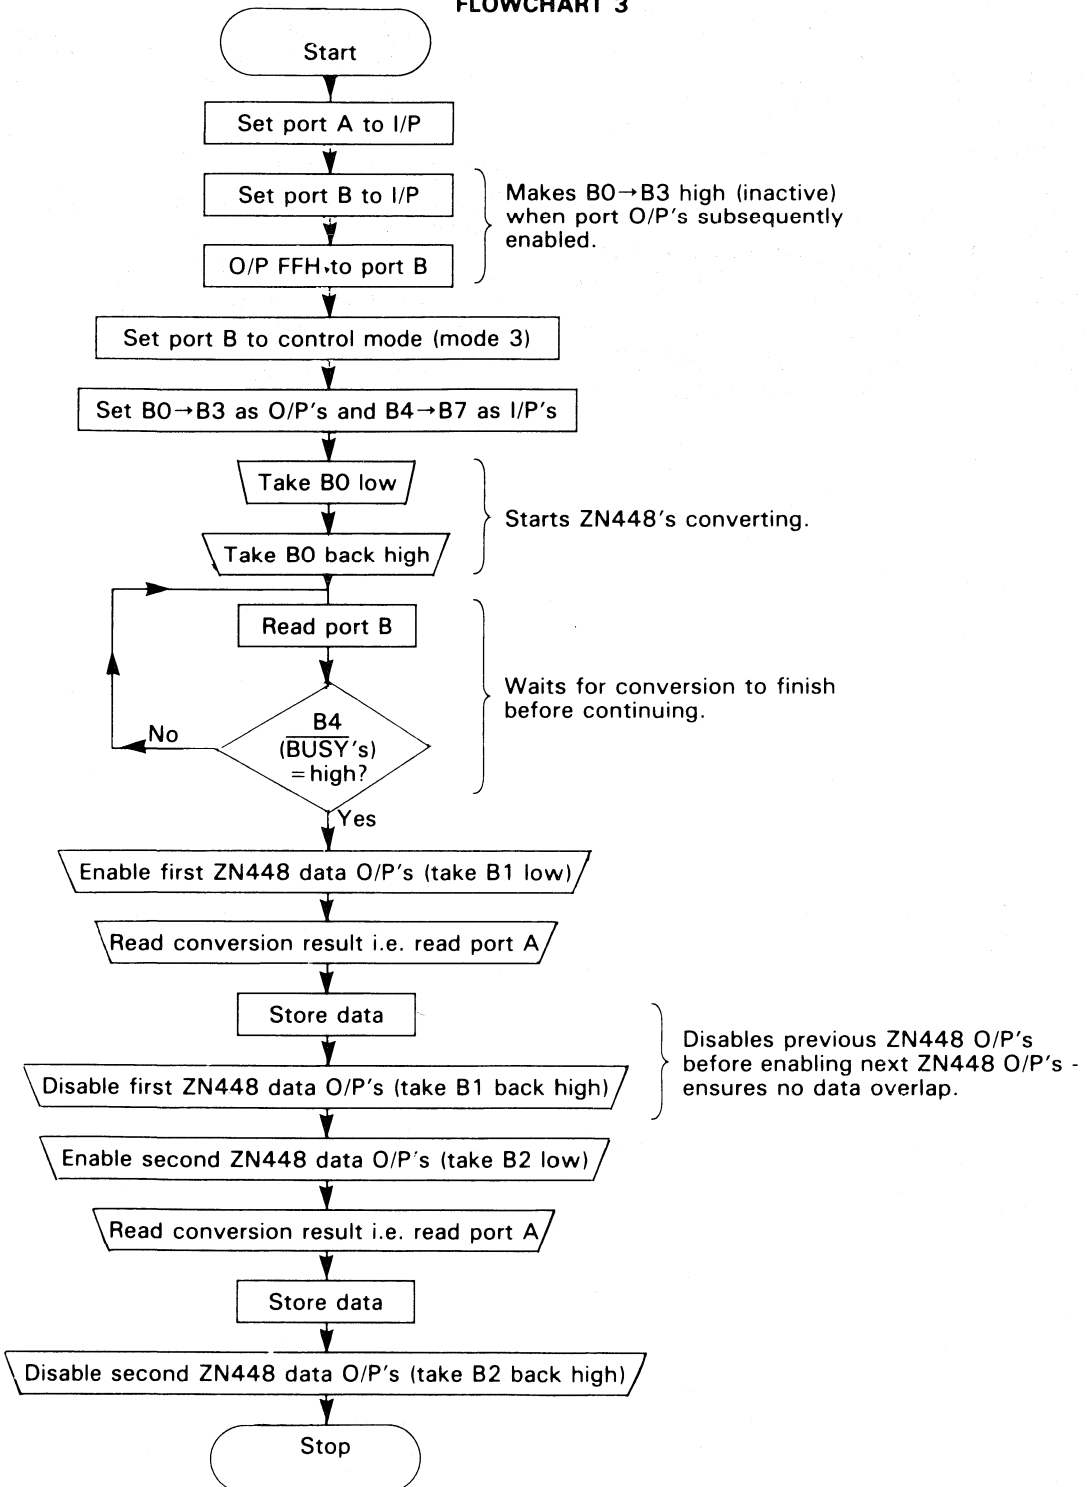 FLOWCHART 3
Start
Set port A to I/P
Set port B to I/P
O/P FFH to port B
Makes B0→B3 high (inactive)
when port O/P's subsequently
enabled.
Set port B to control mode (mode 3)
Set B0→B3 as O/P's and B4→B7 as I/P's
Take B0 low
Take B0 back high
Starts ZN448's converting.
Read port B
B4
(BUSY's)
=high?
No
Yes
Waits for conversion to finish
before continuing.
Enable first ZN448 data O/P's (take B1 low)
Read conversion result i.e. read port A
Store data
Disable first ZN448 data O/P's (take B1 back high)
Disables previous ZN448 O/P's
before enabling next ZN448 O/P's -
ensures no data overlap.
Enable second ZN448 data O/P's (take B2 low)
Read conversion result i.e. read port A
Store data
Disable second ZN448 data O/P's (take B2 back high)
Stop